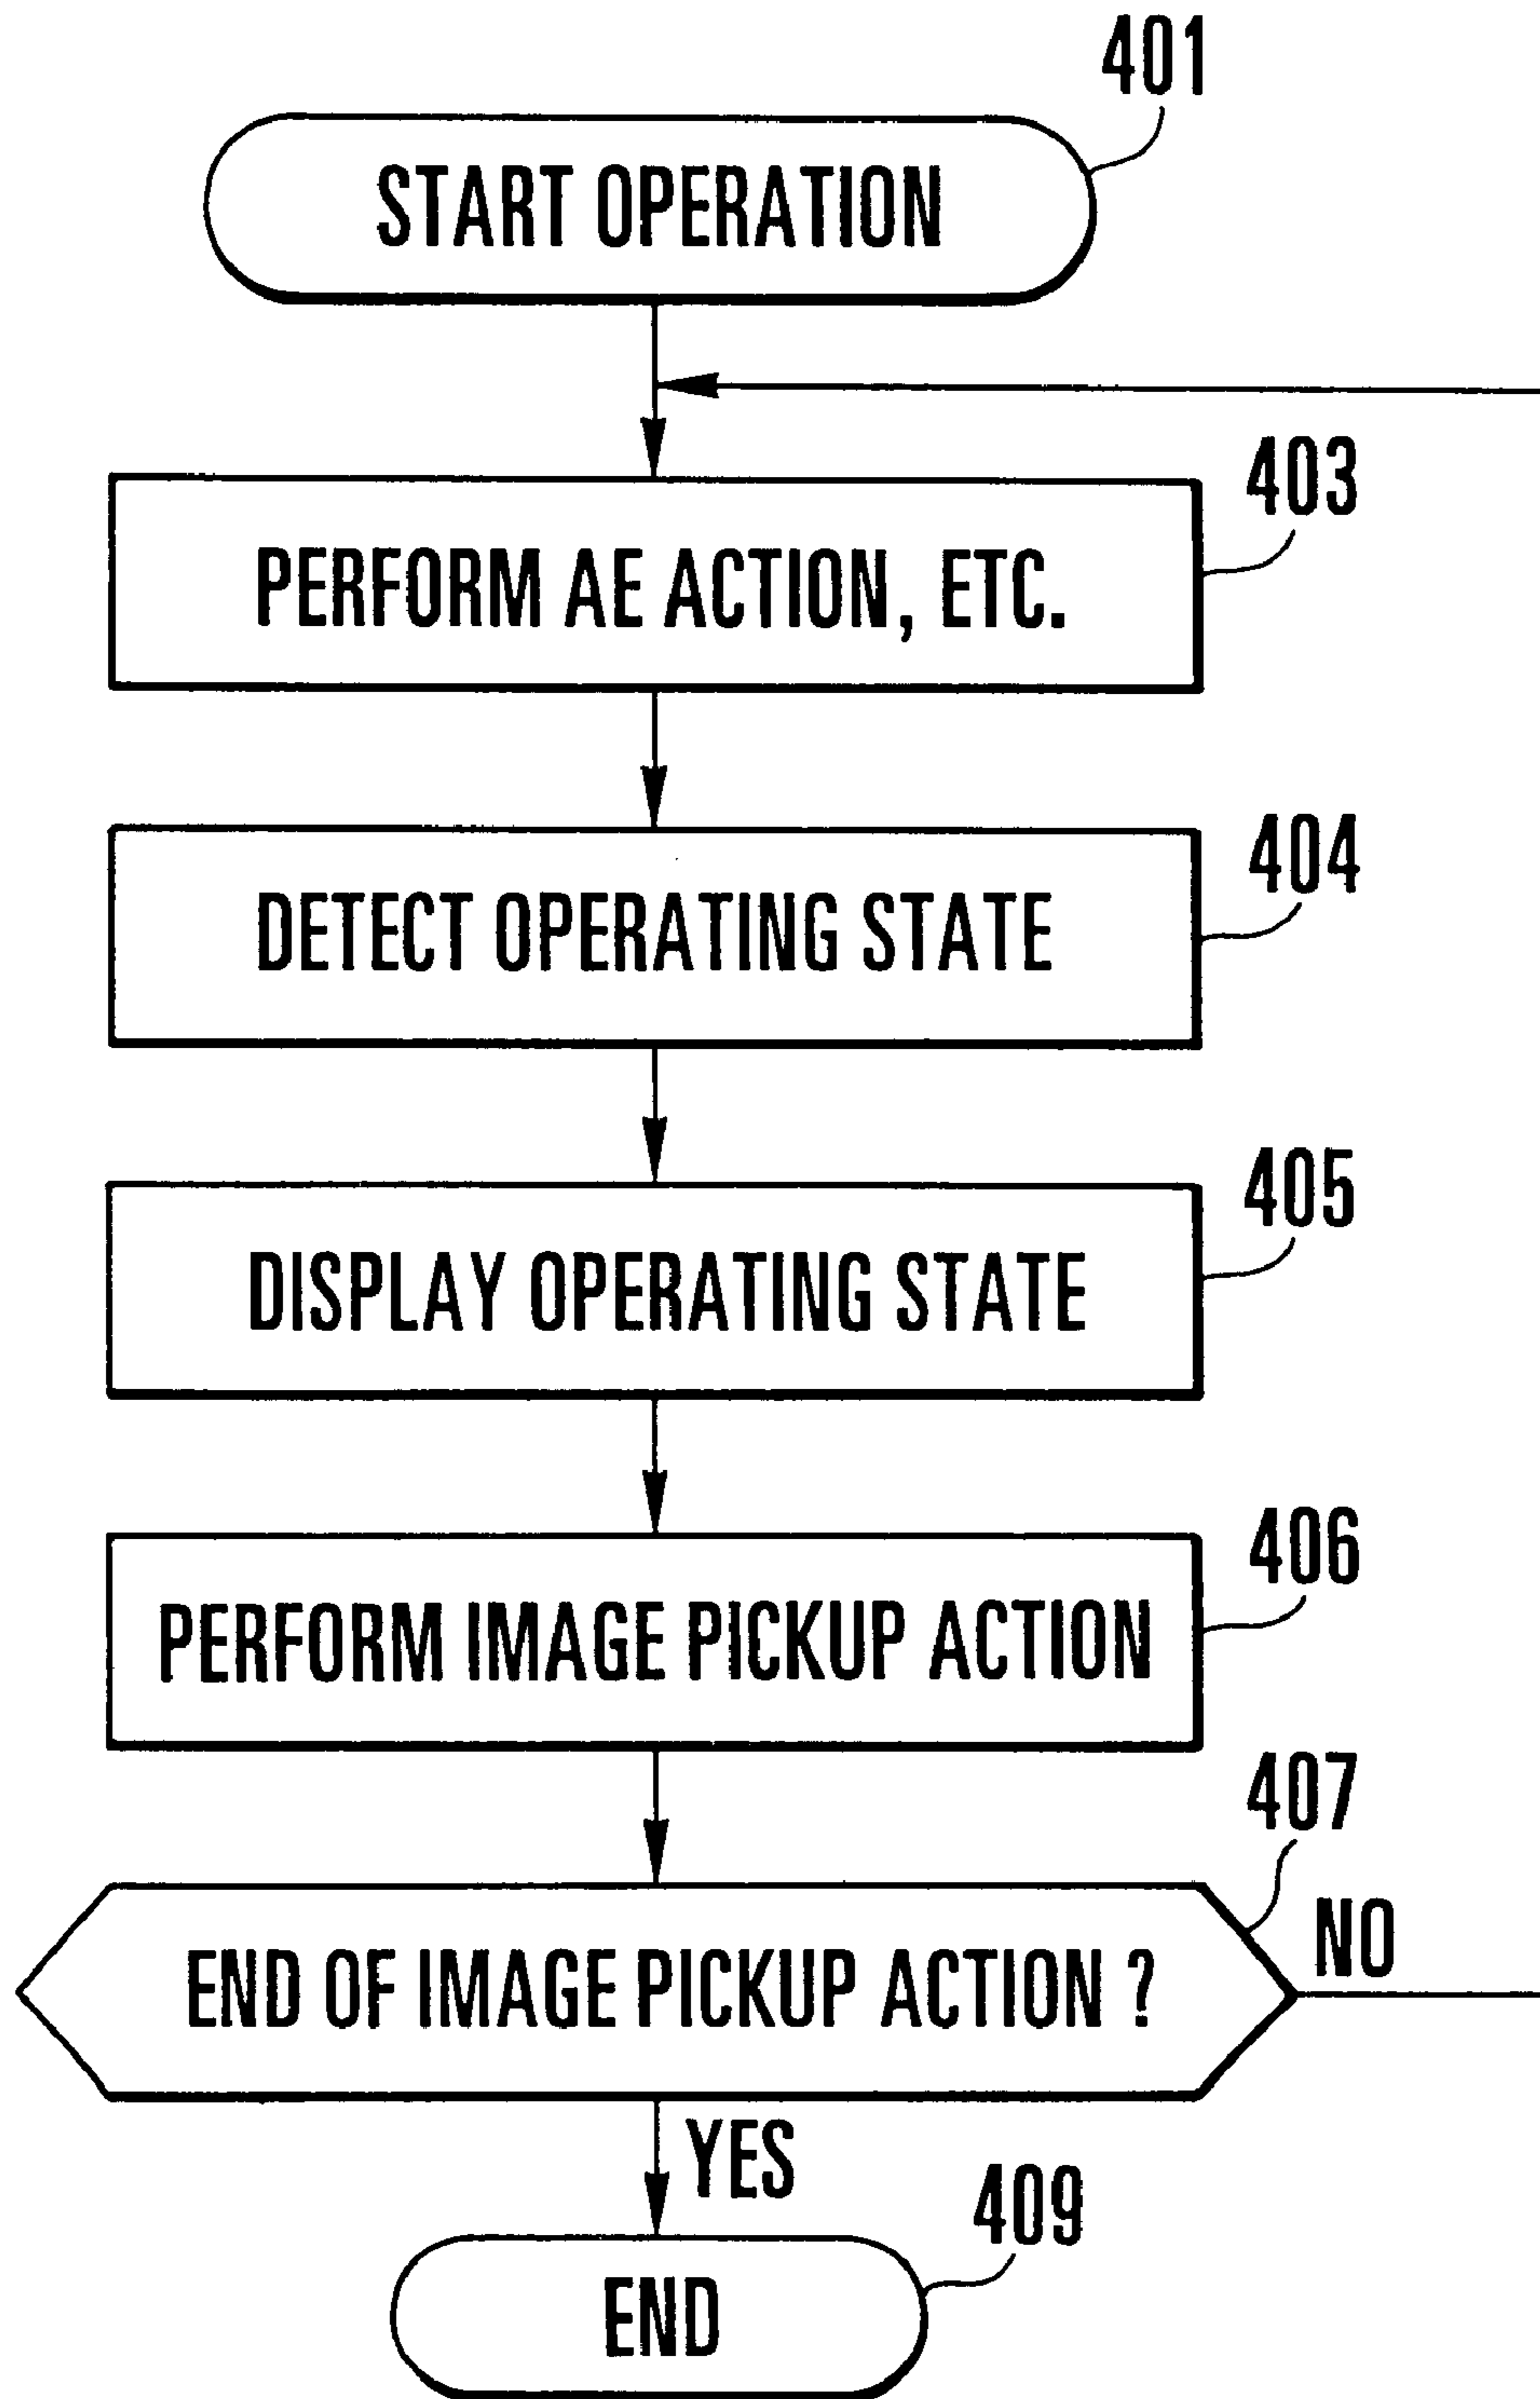 401
START OPERATION
403
PERFORM AE ACTION, ETC.
404
DETECT OPERATING STATE
405
DISPLAY OPERATING STATE
406
PERFORM IMAGE PICKUP ACTION
407
END OF IMAGE PICKUP ACTION ?
NO
YES
409
END